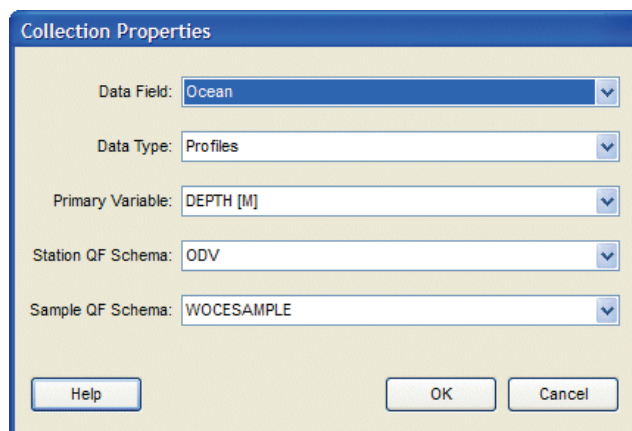 Collection Properties
Data Field: Ocean
Data Type: Profiles
Primary Variable: DEPTH [M]
Station QF Schema: ODV
Sample QF Schema: WOCESAMPLE
Help OK Cancel